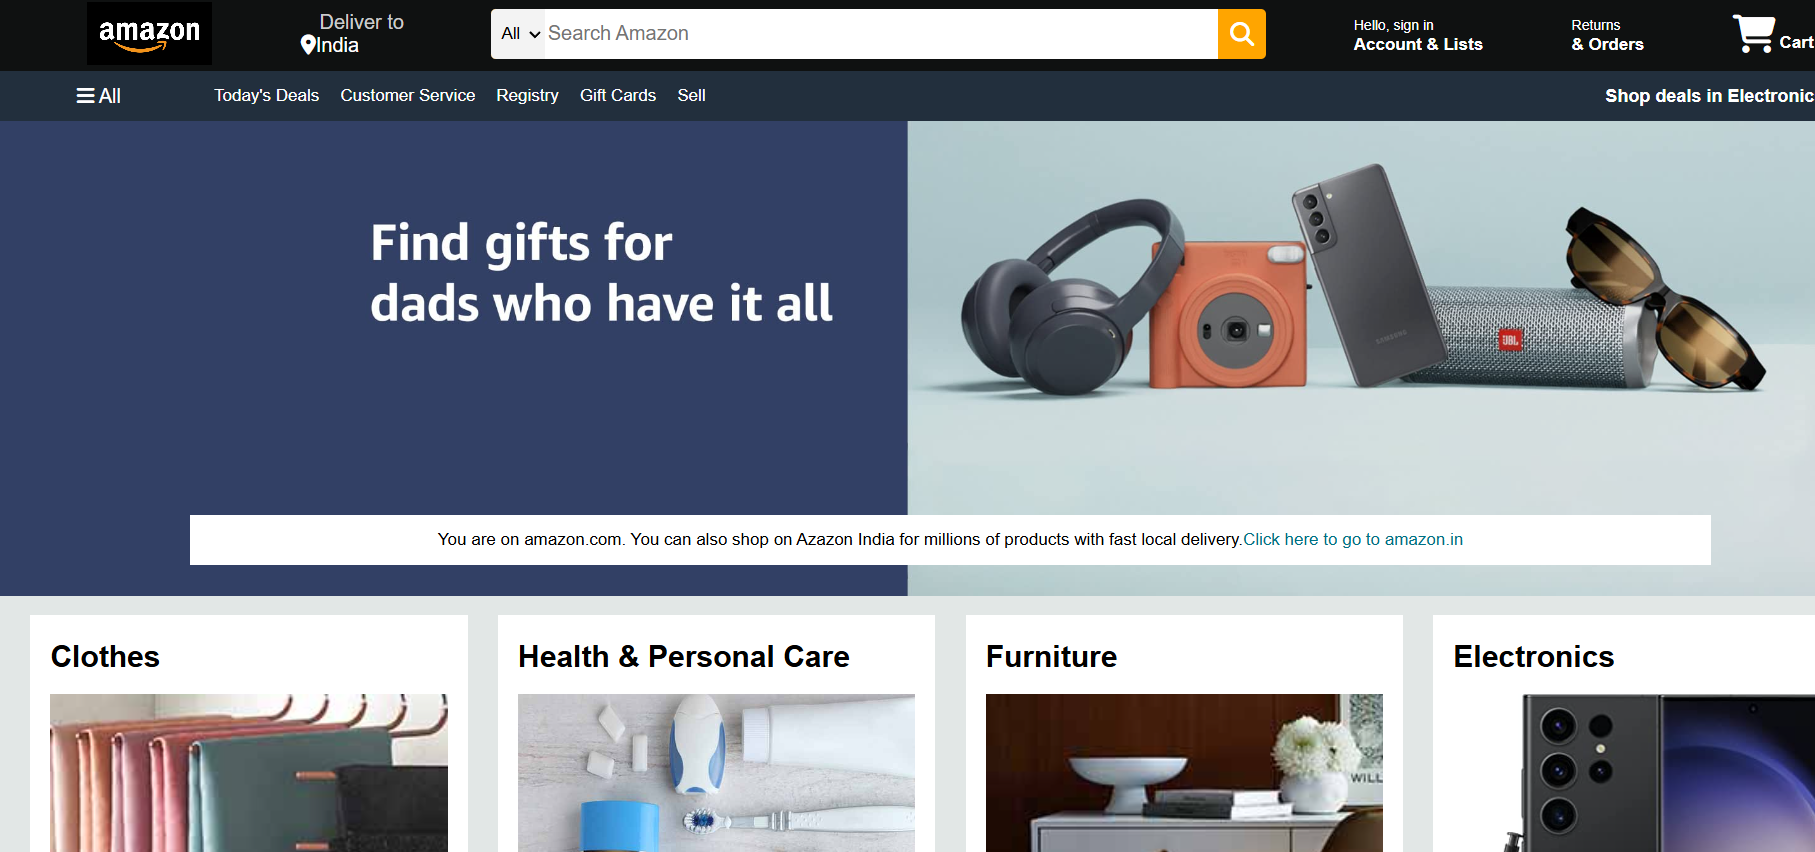 amazon
Deliver to
India
All
Search Amazon
Hello, sign in
Account & Lists
Returns
& Orders
Cart
All
Today's Deals
Customer Service
Registry
Gift Cards
Sell
Shop deals in Electronic
Find gifts for
dads who have it all
SAMSUNG
JBL
You are on amazon.com. You can also shop on Azazon India for millions of products with fast local delivery.Click here to go to amazon.in
Clothes
Health & Personal Care
Furniture
Electronics
WILL